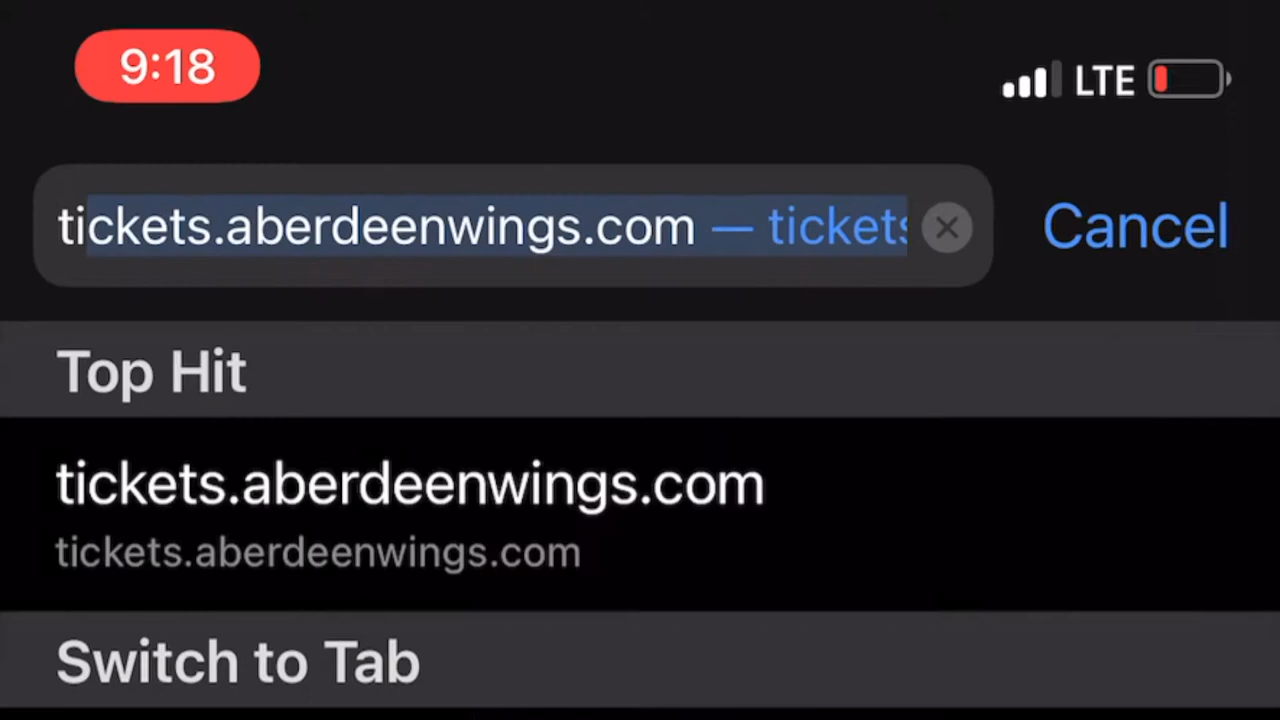 9:18
LTE
tickets.aberdeenwings.com — tickets
Cancel
Top Hit
tickets.aberdeenwings.com
tickets.aberdeenwings.com
Switch to Tab